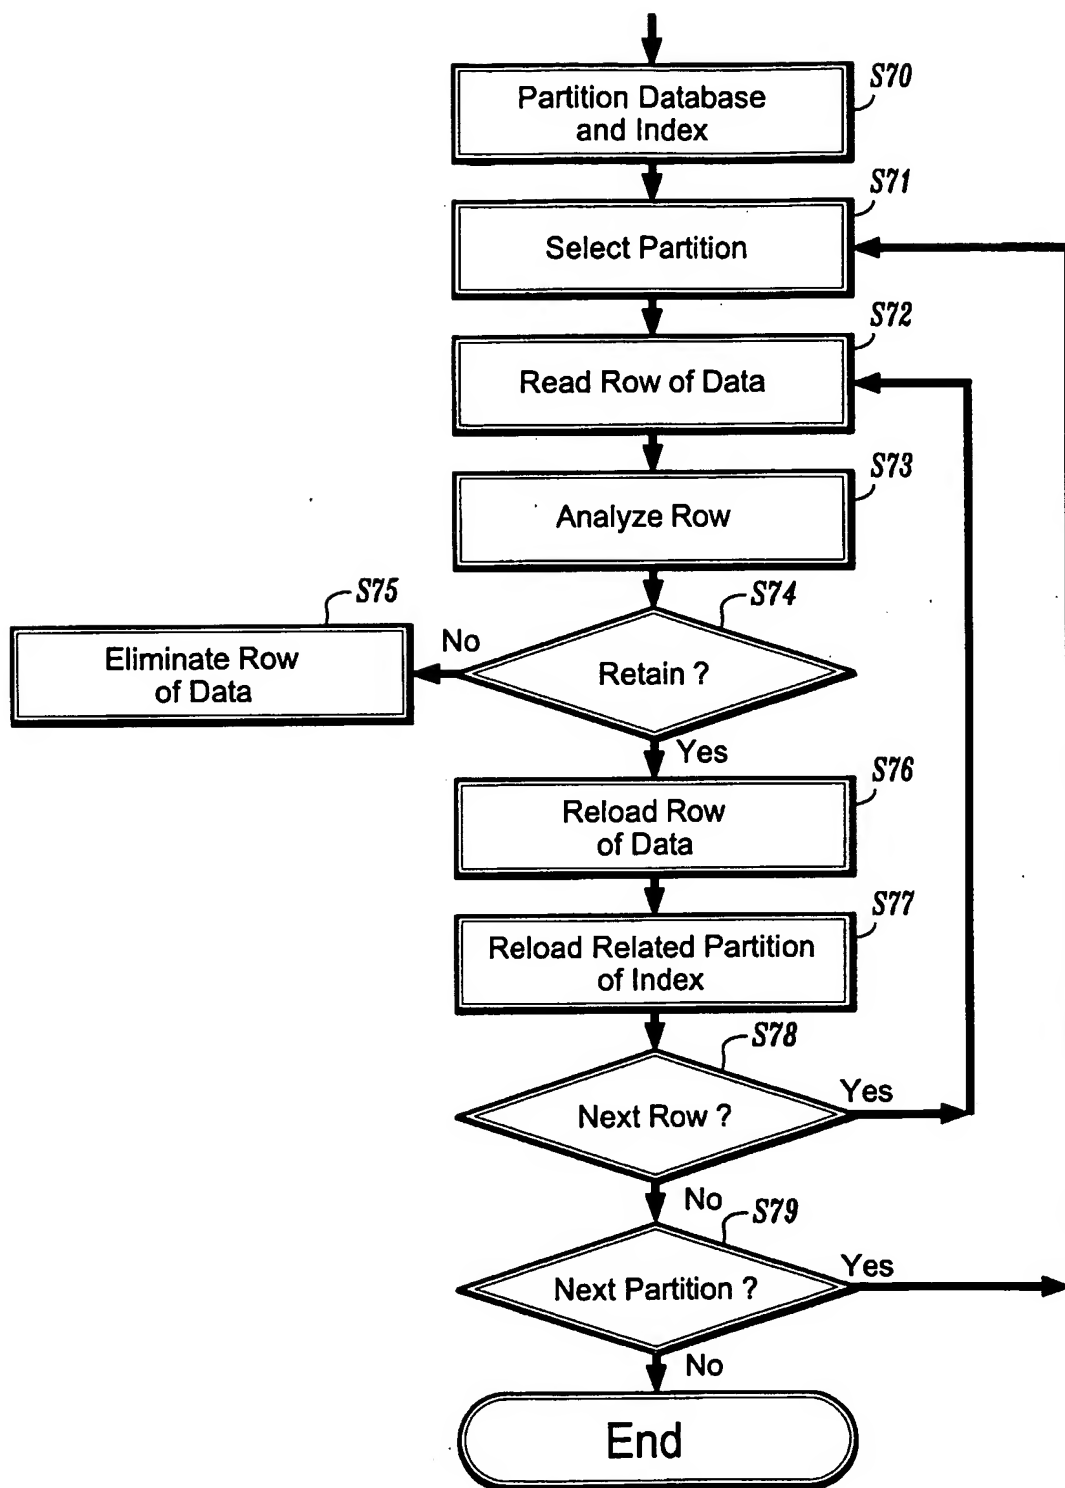 S70
Partition Database
and Index
S71
Select Partition
S72
Read Row of Data
S73
Analyze Row
S74
Retain ?
No
S75
Eliminate Row
of Data
Yes
S76
Reload Row
of Data
S77
Reload Related Partition
of Index
S78
Next Row ?
Yes
No
S79
Next Partition ?
Yes
No
End